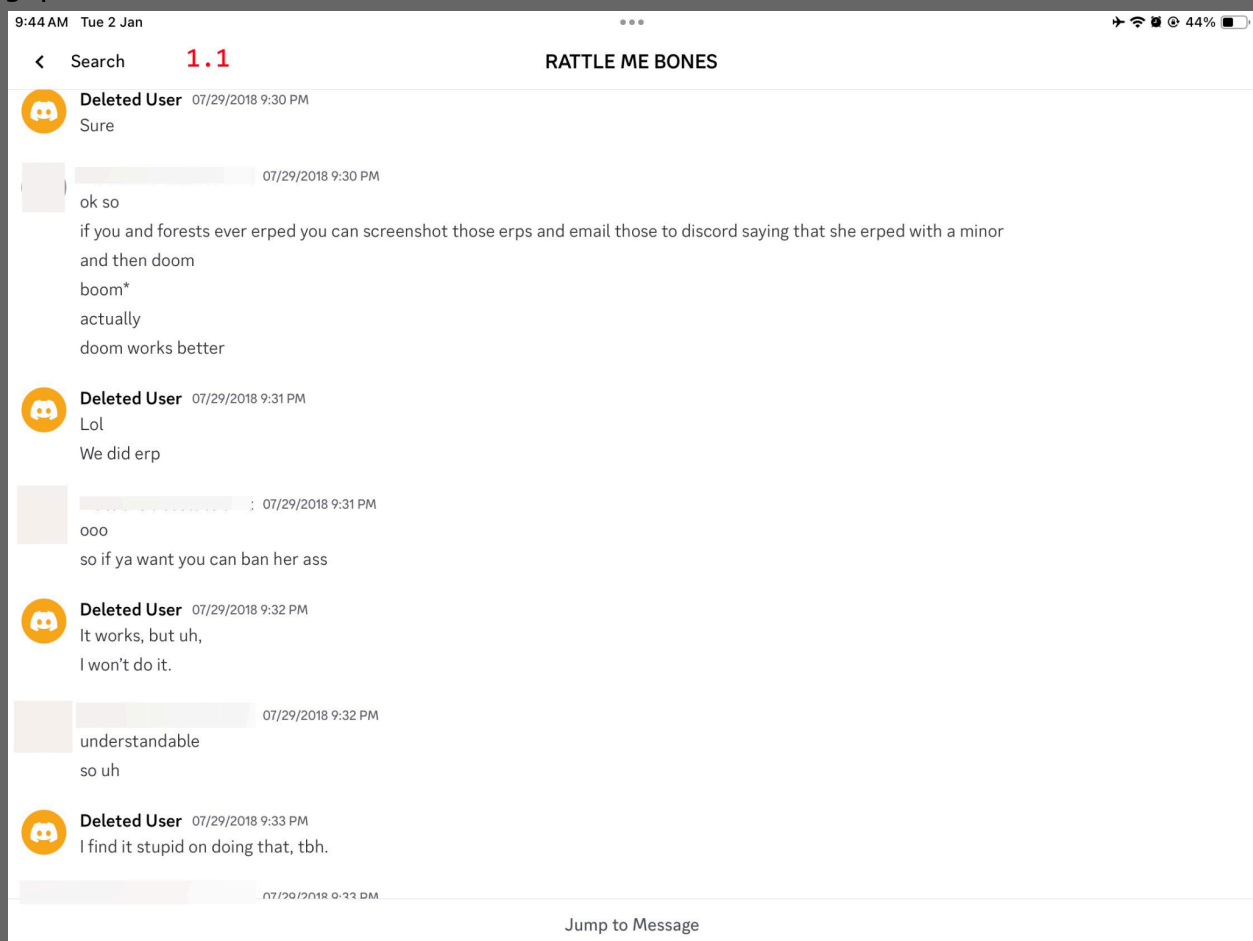 9:44 AM Tue 2 Jan
44%
Search
1.1
RATTLE ME BONES
Deleted User 07/29/2018 9:30 PM
Sure
07/29/2018 9:30 PM
ok so
if you and forests ever erped you can screenshot those erps and email those to discord saying that she erped with a minor
and then doom
boom*
actually
doom works better
Deleted User 07/29/2018 9:31 PM
Lol
We did erp
07/29/2018 9:31 PM
ooo
so if ya want you can ban her ass
Deleted User 07/29/2018 9:32 PM
It works, but uh,
I won't do it.
07/29/2018 9:32 PM
understandable
so uh
Deleted User 07/29/2018 9:33 PM
I find it stupid on doing that, tbh.
07/29/2018 9:33 PM
Jump to Message